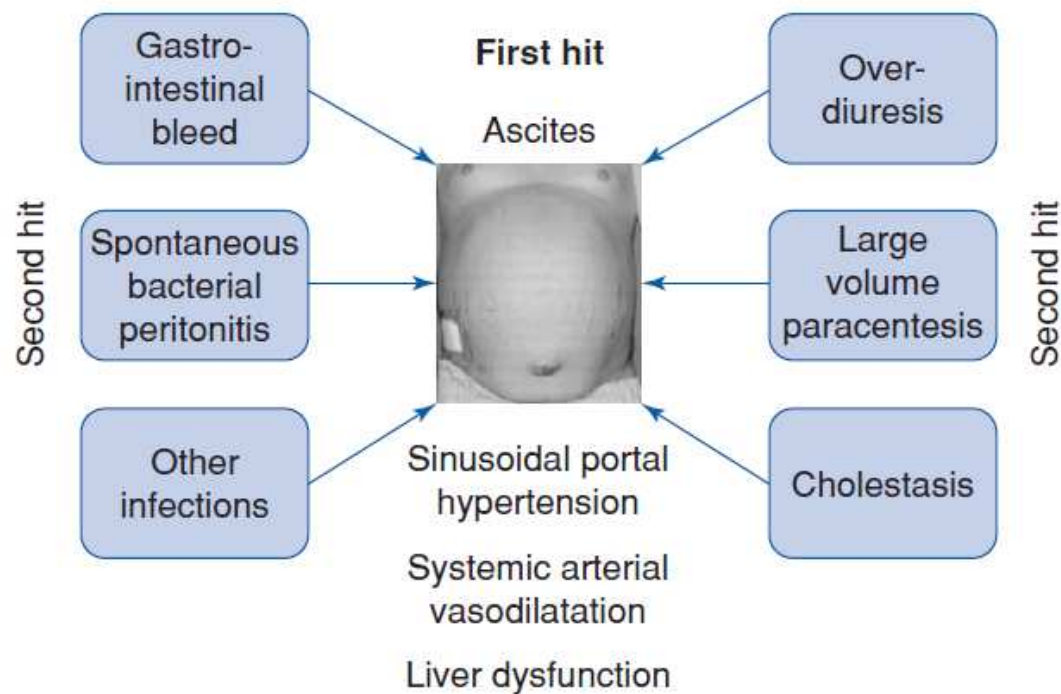 First hit
Ascites
Gastro-
intestinal
bleed
Spontaneous
bacterial
peritonitis
Other
infections
Second hit
Over-
diuresis
Large
volume
paracentesis
Cholestasis
Second hit
Sinusoidal portal
hypertension
Systemic arterial
vasodilatation
Liver dysfunction